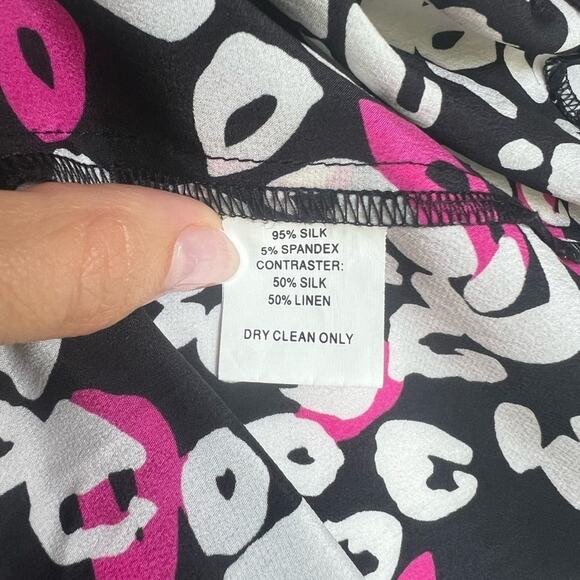 95% SILK
5% SPANDEX
CONTRASTER:
50% SILK
50% LINEN
DRY CLEAN ONLY